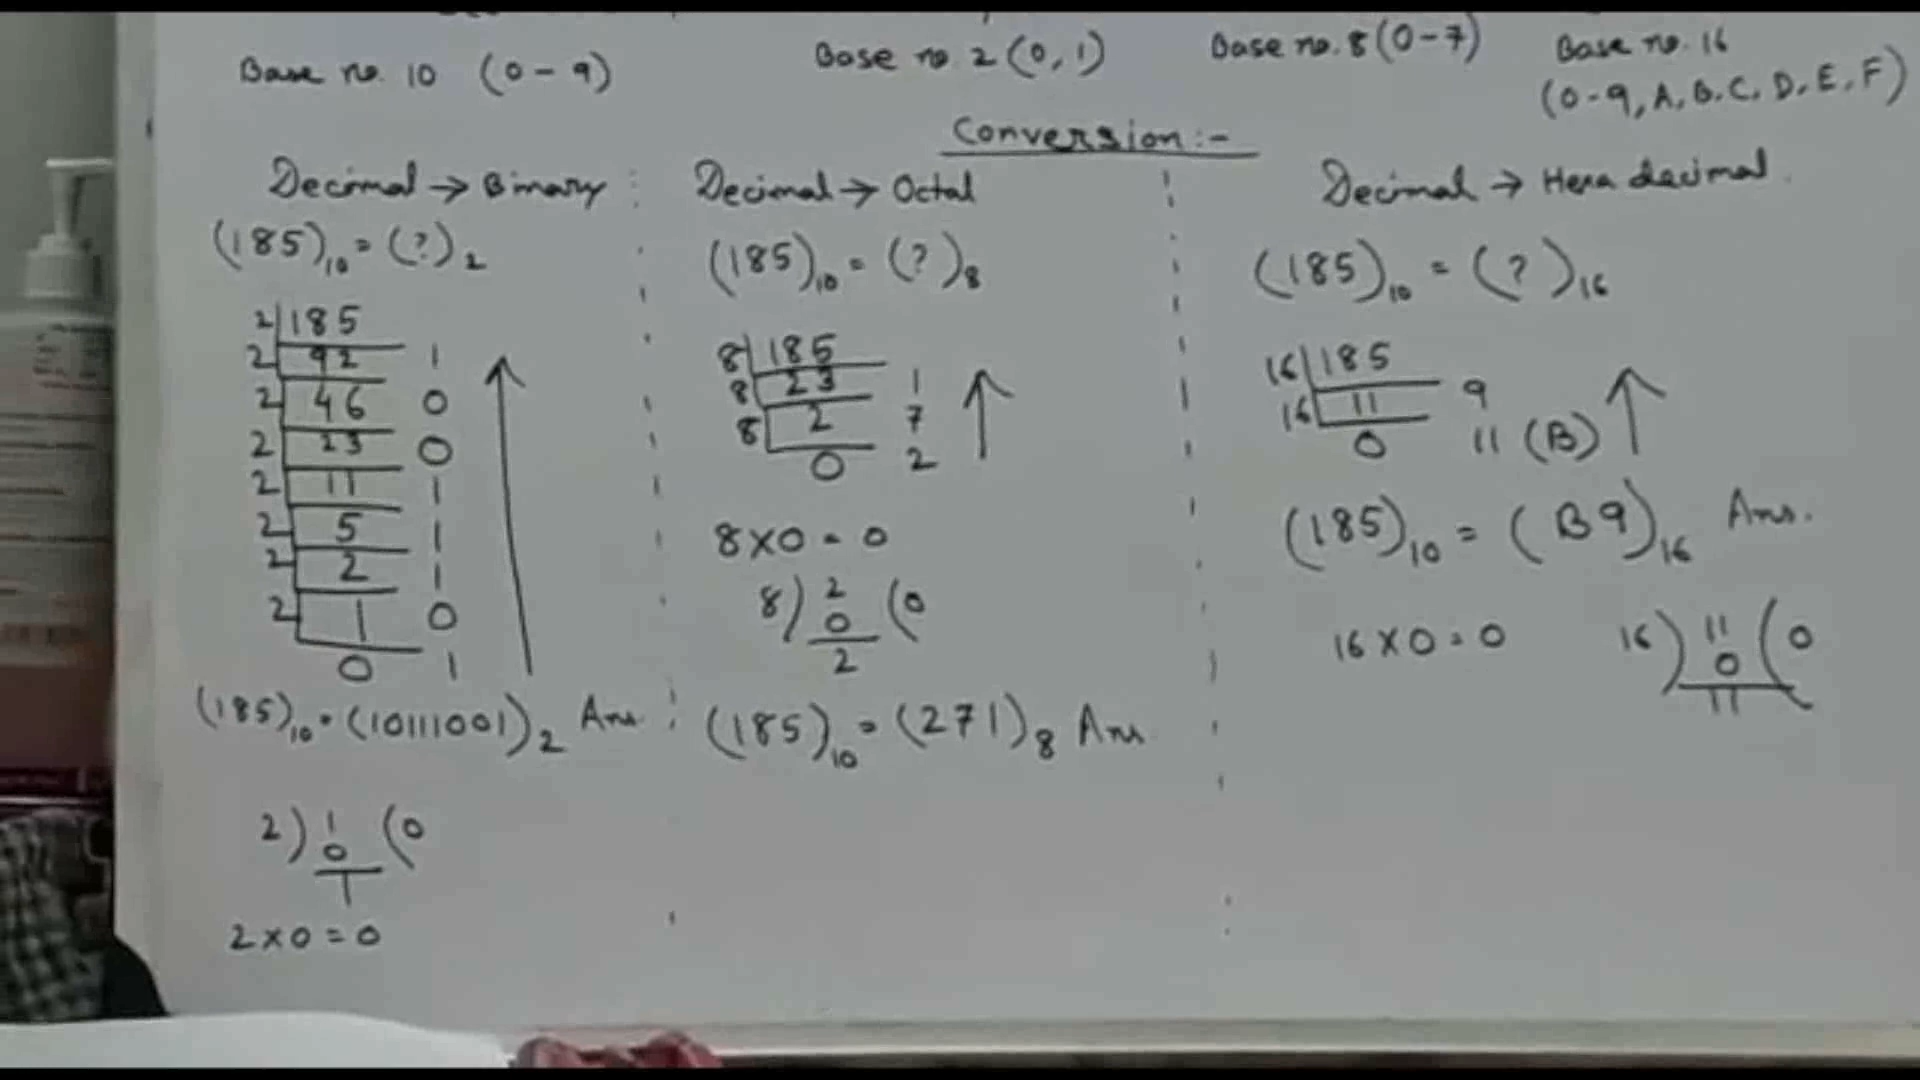 Base no. 10 (0-9)
Base no. 2 (0, 1)
Base no. 8 (0-7)
Base no. 16
(0-9, A, B, C, D, E, F)
Conversion :-
Decimal → Binary
(185)10 = (?)2
2 185
2 92 1
2 46 0
2 23 0
2 11 1
2 5 1
2 2 1
2 1 0
0 1
(185)10 = (10111001)2 Ans
2) 1 (0
0
1
2 × 0 = 0
Decimal → Octal
(185)10 = (?)8
8 185
8 23 1
8 2 7
0 2
8 × 0 = 0
8) 2 (0
0
2
(185)10 = (271)8 Ans
Decimal → Hexa decimal
(185)10 = (?)16
16 185
16 11 9
0 11 (B)
(185)10 = (B9)16 Ans.
16 × 0 = 0
16) 11 (0
0
11